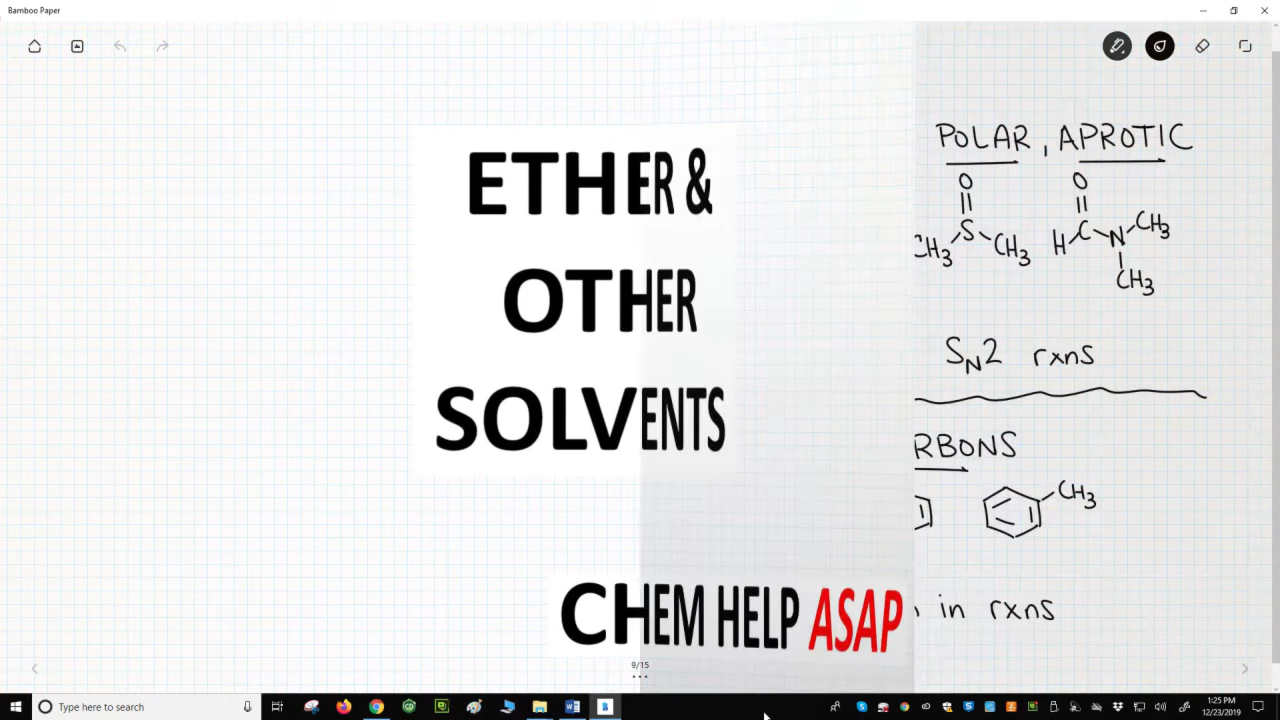 Bamboo Paper
ETHER &
OTHER
SOLVENTS
CHEM HELP ASAP
POLAR, APROTIC
O O
CH3 S CH3 H C N CH3
CH3
SN2 rxns
RBONS
CH3
in rxns
9/15
Type here to search
1:25 PM
12/23/2019